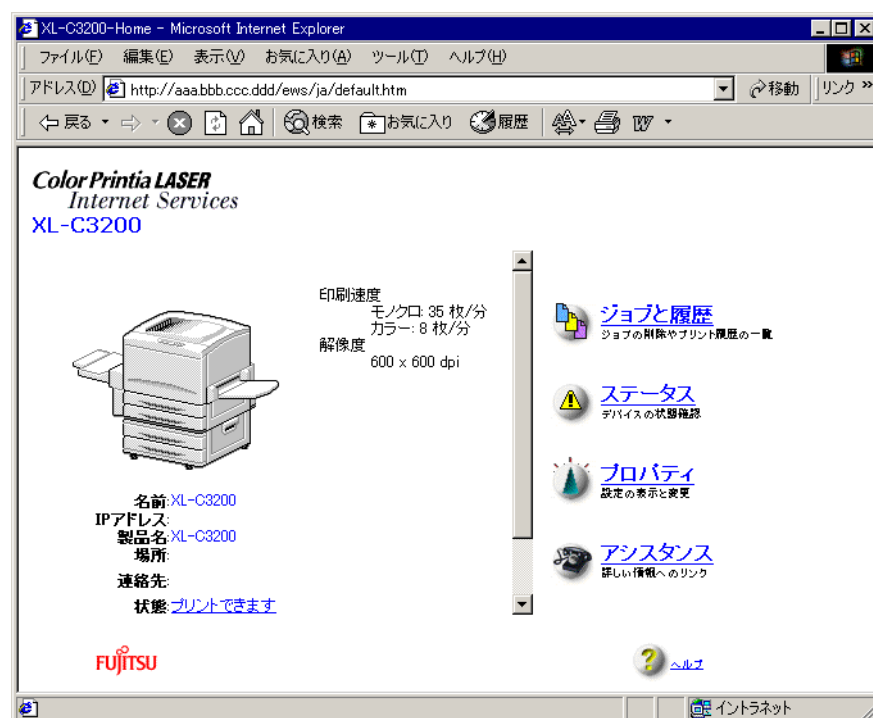 XL-C3200-Home - Microsoft Internet Explorer
ファイル(F) 編集(E) 表示(V) お気に入り(A) ツール(T) ヘルプ(H)
アドレス(D) http://aaa.bbb.ccc.ddd/ews/ja/default.htm 移動 リンク »
戻る 検索 お気に入り 履歴
Color Printia LASER
Internet Services
XL-C3200
印刷速度
モノクロ: 35 枚/分
カラー: 8 枚/分
解像度
600 x 600 dpi
名前:XL-C3200
IPアドレス:
製品名:XL-C3200
場所:
連絡先:
状態:プリントできます
ジョブと履歴
ジョブの削除やプリント履歴の一覧
ステータス
デバイスの状態確認
プロパティ
設定の表示と変更
アシスタンス
詳しい情報へのリンク
FUJITSU
ヘルプ
イントラネット